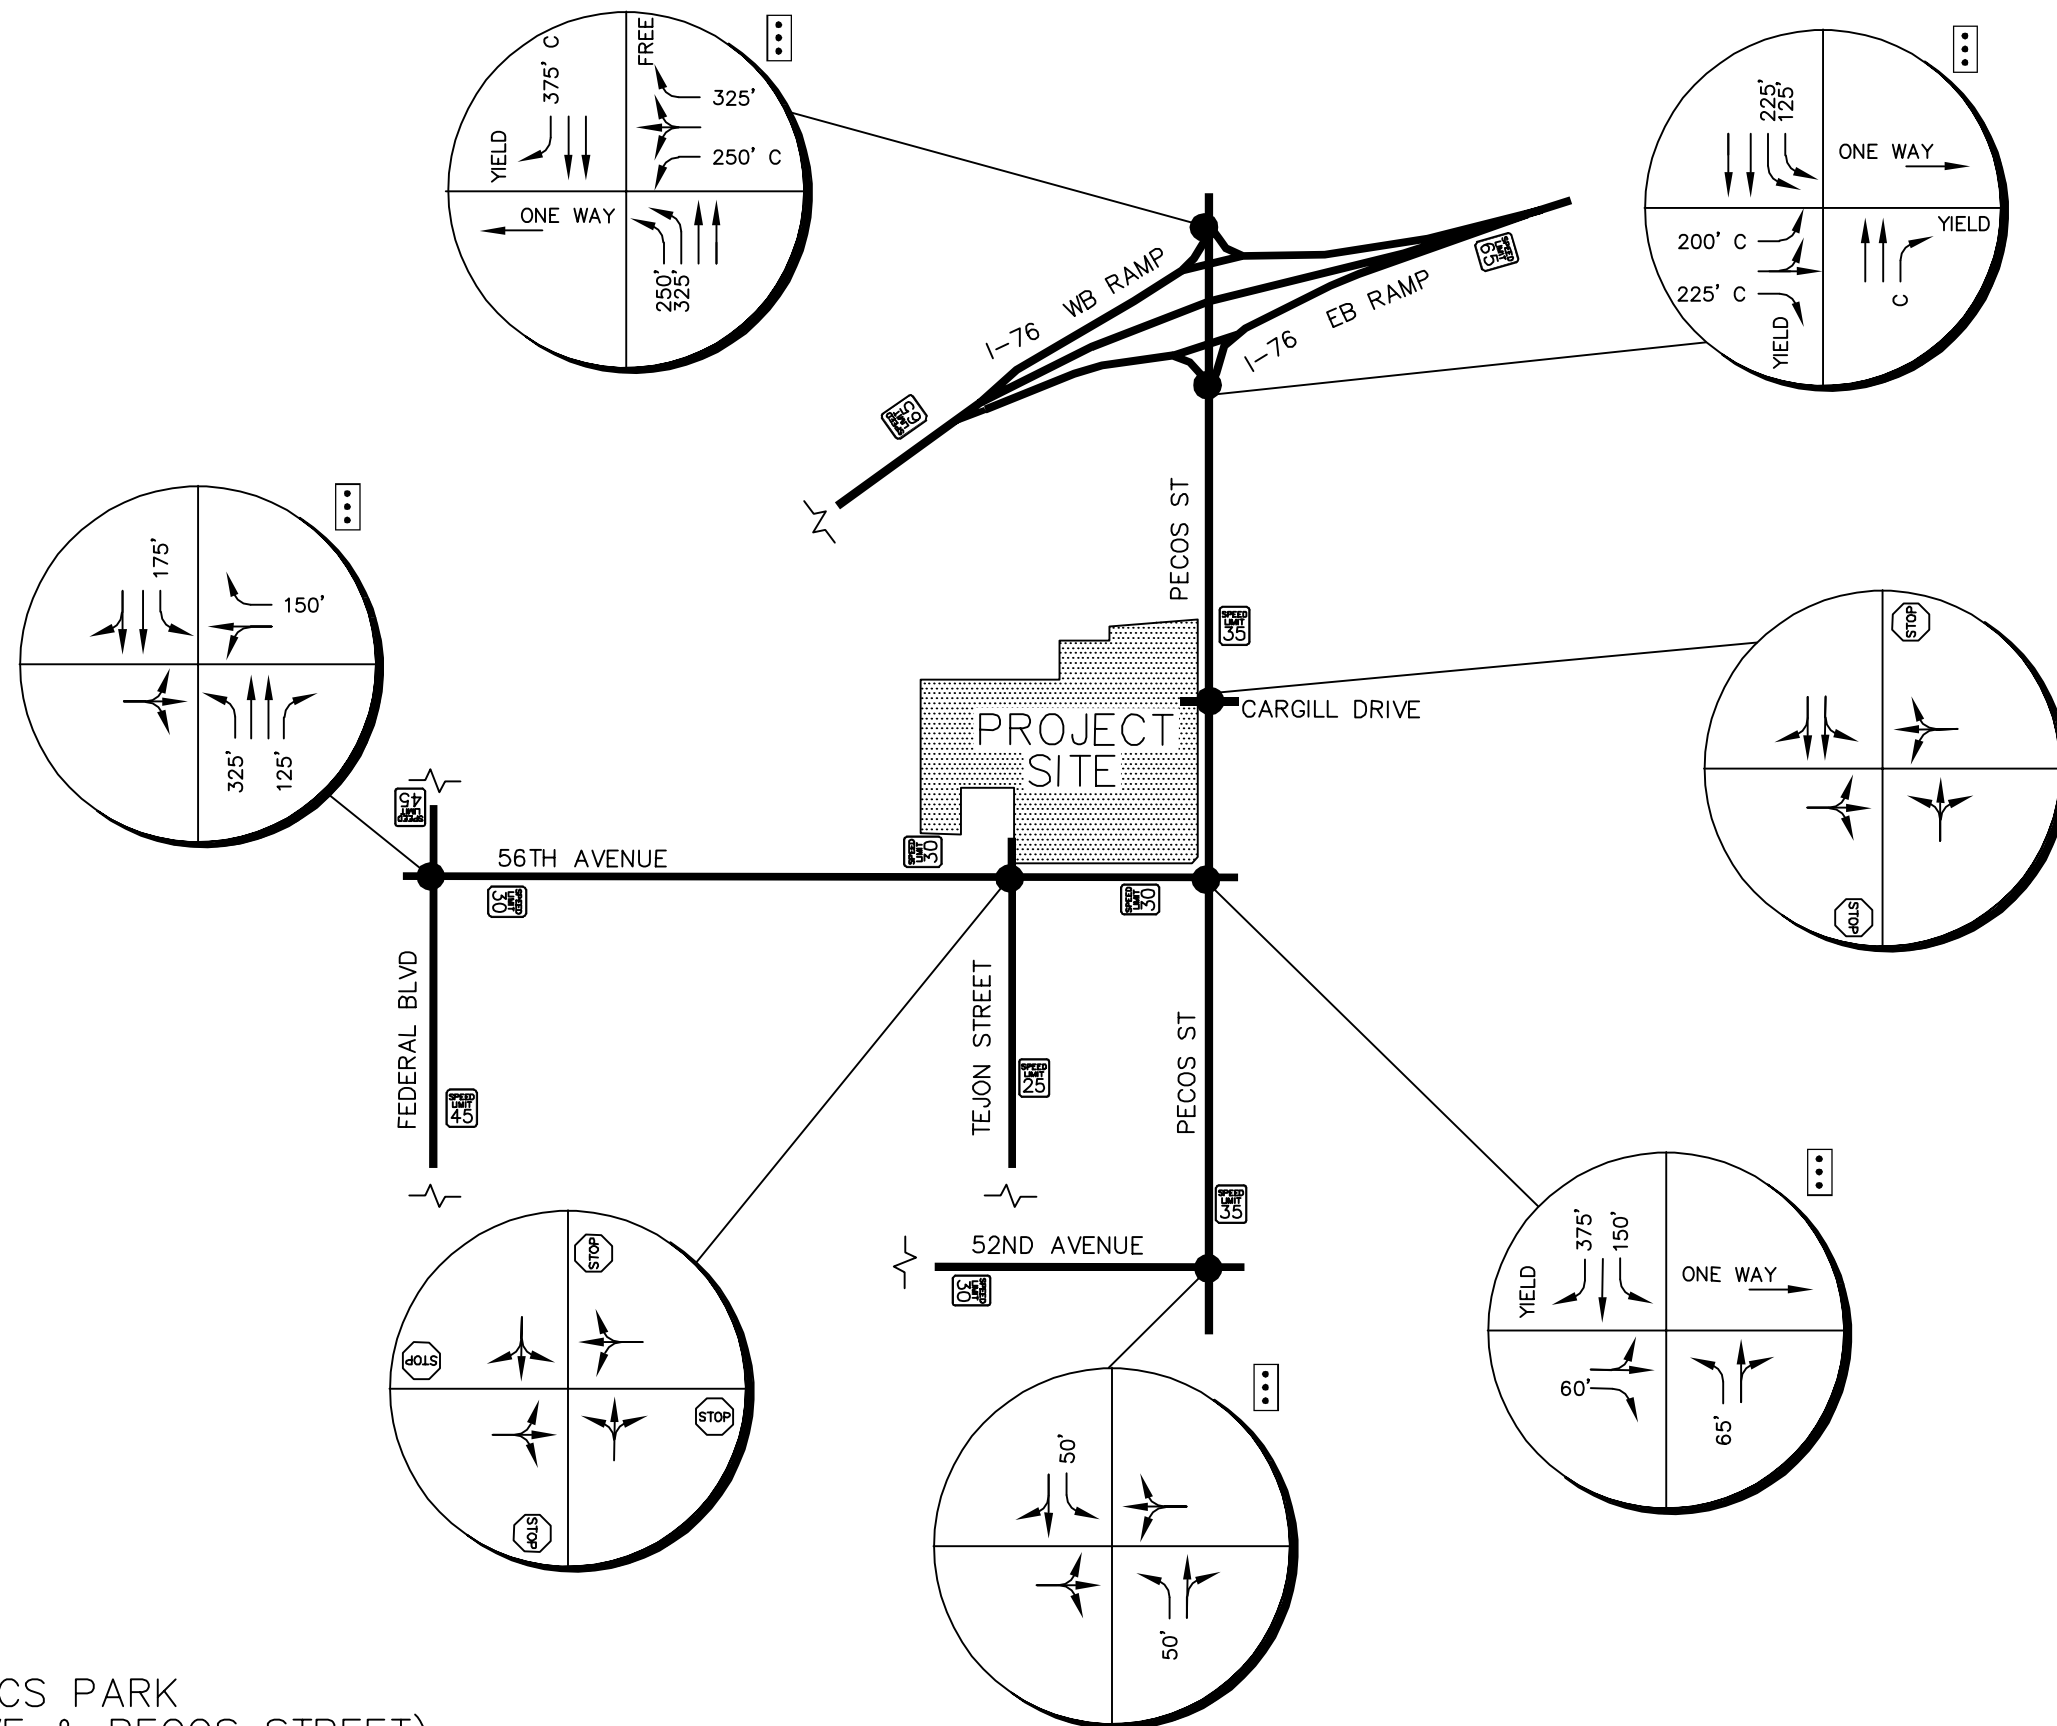 375' C
FREE
325'
YIELD
250' C
ONE WAY
250'
325'
225'
125'
ONE WAY
200' C
YIELD
225' C
C
YIELD
I-76 WB RAMP
SPEED LIMIT 65
I-76 EB RAMP
SPEED LIMIT 65
PECOS ST
175'
150'
325'
125'
SPEED LIMIT 35
STOP
CARGILL DRIVE
PROJECT
SITE
STOP
SPEED LIMIT 45
56TH AVENUE
SPEED LIMIT 30
SPEED LIMIT 30
SPEED LIMIT 30
FEDERAL BLVD
SPEED LIMIT 45
TEJON STREET
SPEED LIMIT 25
PECOS ST
SPEED LIMIT 35
52ND AVENUE
SPEED LIMIT 30
STOP
STOP
STOP
STOP
375'
150'
YIELD
ONE WAY
60'
65'
50'
50'
CS PARK
& PECOS STREET)